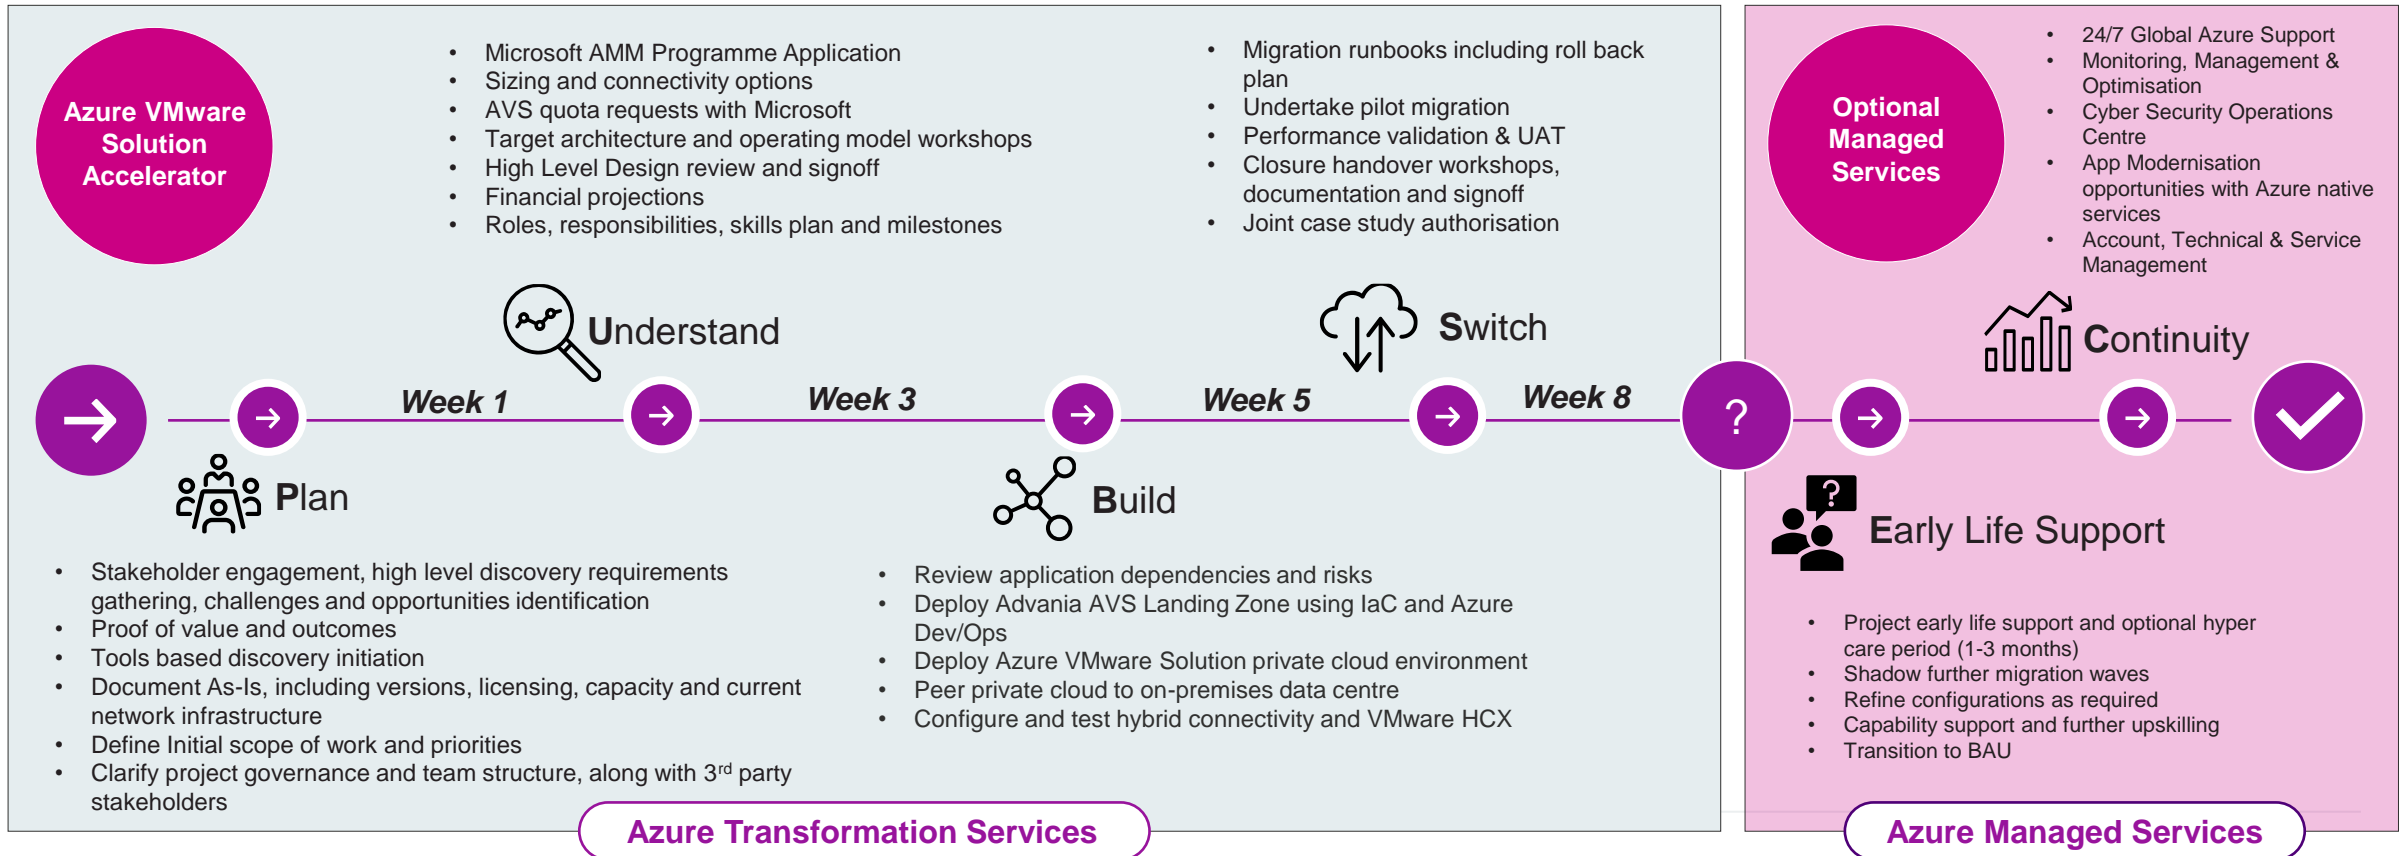 Azure VMware
Solution
Accelerator
• Microsoft AMM Programme Application
• Sizing and connectivity options
• AVS quota requests with Microsoft
• Target architecture and operating model workshops
• High Level Design review and signoff
• Financial projections
• Roles, responsibilities, skills plan and milestones
Understand
• Migration runbooks including roll back
plan
• Undertake pilot migration
• Performance validation & UAT
• Closure handover workshops,
documentation and signoff
• Joint case study authorisation
Switch
Week 1
Week 3
Week 5
Week 8
Plan
• Stakeholder engagement, high level discovery requirements
gathering, challenges and opportunities identification
• Proof of value and outcomes
• Tools based discovery initiation
• Document As-Is, including versions, licensing, capacity and current
network infrastructure
• Define Initial scope of work and priorities
• Clarify project governance and team structure, along with 3rd party
stakeholders
Build
• Review application dependencies and risks
• Deploy Advania AVS Landing Zone using IaC and Azure
Dev/Ops
• Deploy Azure VMware Solution private cloud environment
• Peer private cloud to on-premises data centre
• Configure and test hybrid connectivity and VMware HCX
Azure Transformation Services
Optional
Managed
Services
• 24/7 Global Azure Support
• Monitoring, Management &
Optimisation
• Cyber Security Operations
Centre
• App Modernisation
opportunities with Azure native
services
• Account, Technical & Service
Management
Continuity
?
?
Early Life Support
• Project early life support and optional hyper
care period (1-3 months)
• Shadow further migration waves
• Refine configurations as required
• Capability support and further upskilling
• Transition to BAU
Azure Managed Services